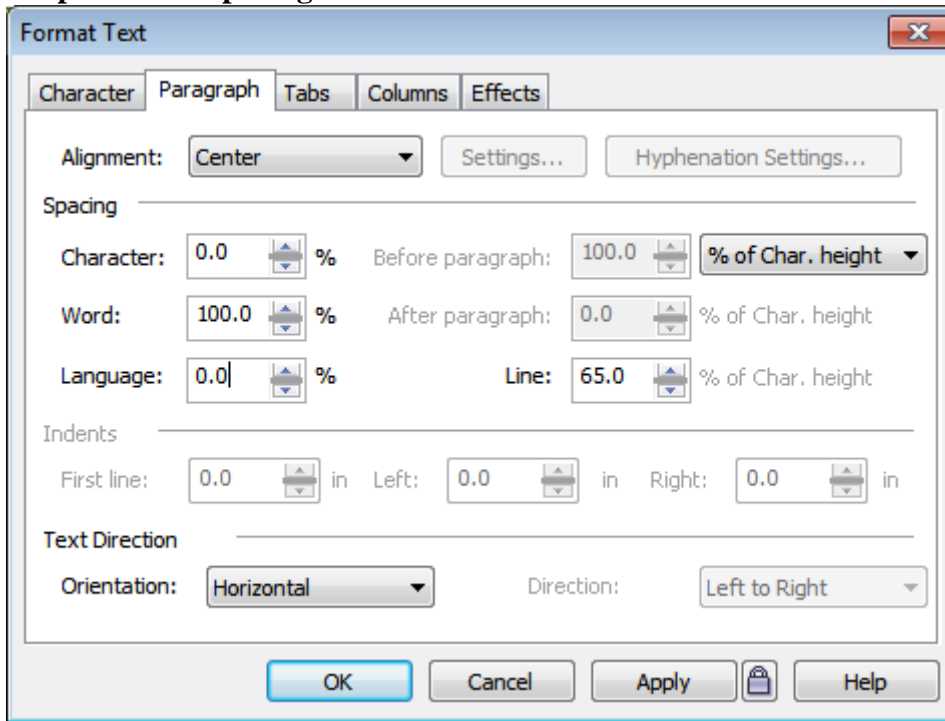 Format Text
Character Paragraph Tabs Columns Effects
Alignment: Center Settings... Hyphenation Settings...
Spacing
Character: 0.0 % Before paragraph: 100.0 % of Char. height
Word: 100.0 % After paragraph: 0.0 % of Char. height
Language: 0.0 % Line: 65.0 % of Char. height
Indents
First line: 0.0 in Left: 0.0 in Right: 0.0 in
Text Direction
Orientation: Horizontal Direction: Left to Right
OK Cancel Apply Help